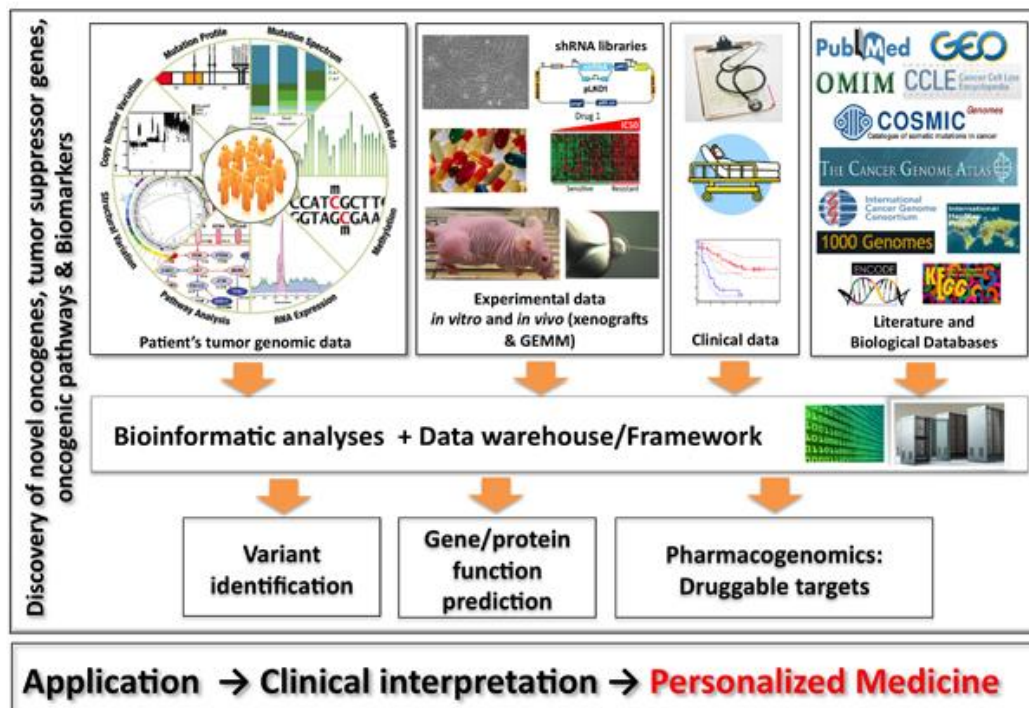 Discovery of novel oncogenes, tumor suppressor genes,
oncogenic pathways & Biomarkers
Mutation Profile
Mutation Spectrum
Mutation Rate
Methylation
RNA Expression
Pathway Analysis
Structural Variation
Copy Number Variation
m
CCATCGCTTG
GGTAGCGAA
m
Patient's tumor genomic data
shRNA libraries
pLKO1
Drug 1
IC50
Sensitive
Resistant
Experimental data
in vitro and in vivo (xenografts
& GEMM)
Clinical data
PubMed
GEO
OMIM
CCLE
Cancer Cell Line
Encyclopedia
Genomes
COSMIC
Catalogue of somatic mutations in cancer
THE CANCER GENOME ATLAS
International
Cancer Genome
Consortium
International
1000 Genomes
ENCODE
KEGG
Literature and
Biological Databases
Bioinformatic analyses + Data warehouse/Framework
Variant
identification
Gene/protein
function
prediction
Pharmacogenomics:
Druggable targets
Application → Clinical interpretation → Personalized Medicine